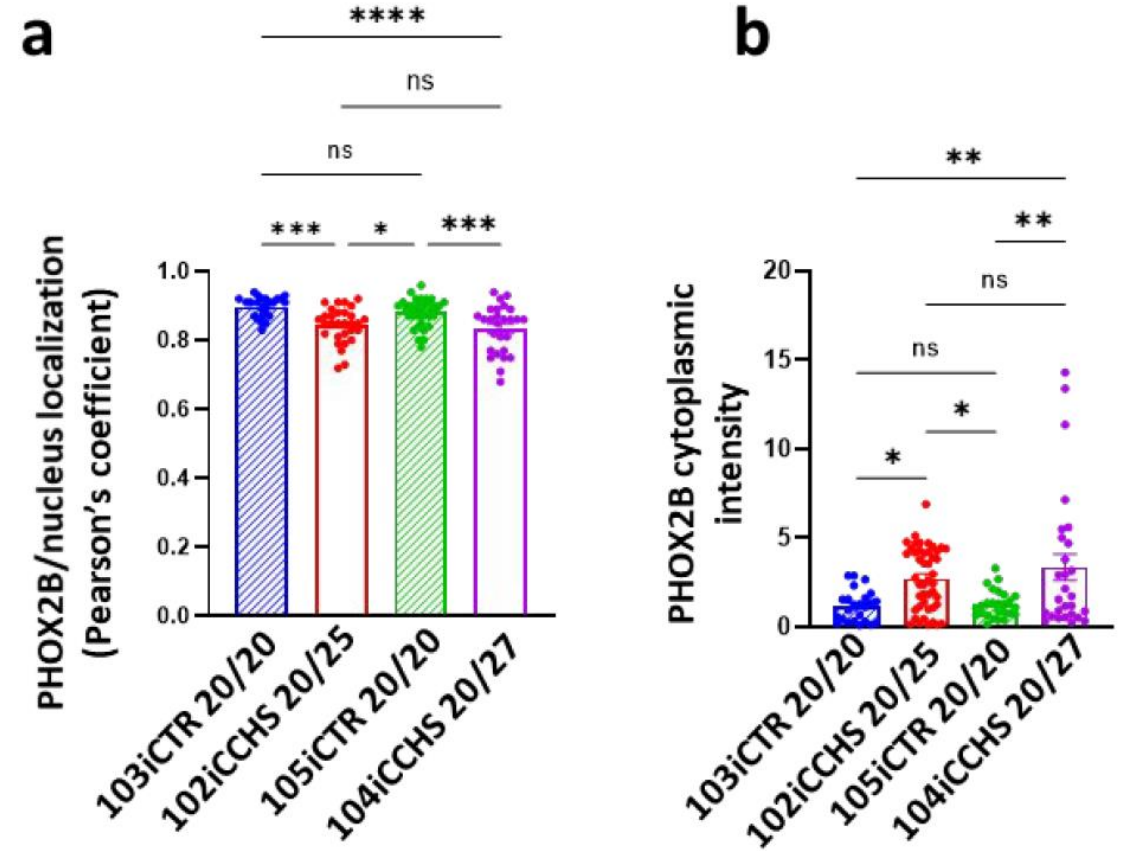 a
****
ns
ns
*** * ***
PHOX2B/nucleus localization
(Pearson's coefficient)
1.0
0.8
0.6
0.4
0.2
0.0
103iCTR 20/20
102iCCHS 20/25
105iCTR 20/20
104iCCHS 20/27
b
**
**
ns
ns
*
*
PHOX2B cytoplasmic
intensity
20
15
10
5
0
103iCTR 20/20
102iCCHS 20/25
105iCTR 20/20
104iCCHS 20/27